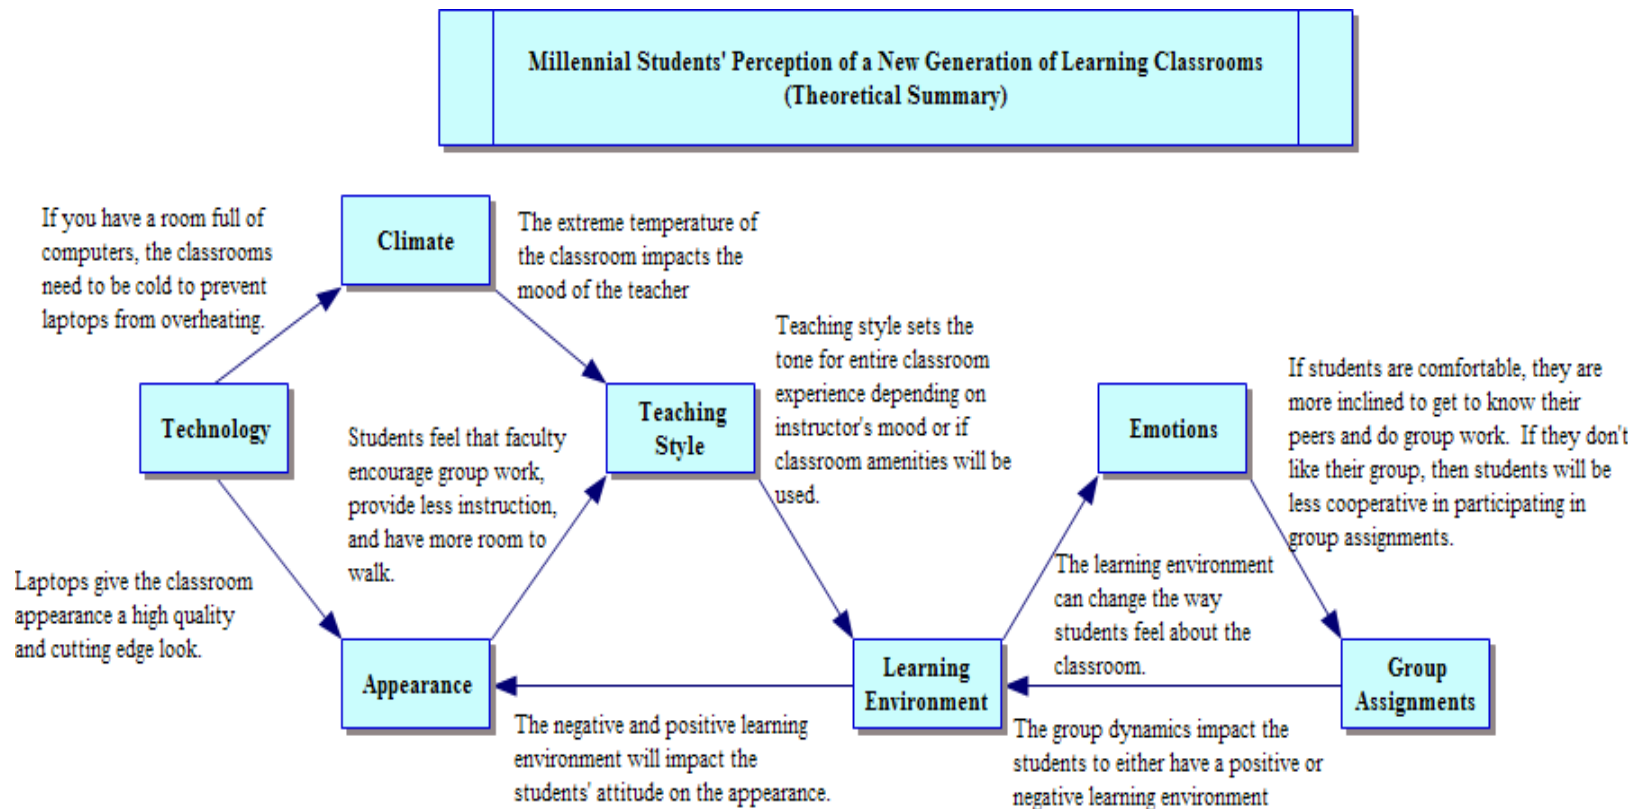 Millennial Students' Perception of a New Generation of Learning Classrooms
(Theoretical Summary)
If you have a room full of
computers, the classrooms
need to be cold to prevent
laptops from overheating.
Climate
The extreme temperature of
the classroom impacts the
mood of the teacher
Technology
Students feel that faculty
encourage group work,
provide less instruction,
and have more room to
walk.
Teaching
Style
Teaching style sets the
tone for entire classroom
experience depending on
instructor's mood or if
classroom amenities will be
used.
Emotions
If students are comfortable, they are
more inclined to get to know their
peers and do group work.  If they don't
like their group, then students will be
less cooperative in participating in
group assignments.
Laptops give the classroom
appearance a high quality
and cutting edge look.
Appearance
The negative and positive learning
environment will impact the
students' attitude on the appearance.
Learning
Environment
The learning environment
can change the way
students feel about the
classroom.
Group
Assignments
The group dynamics impact the
students to either have a positive or
negative learning environment